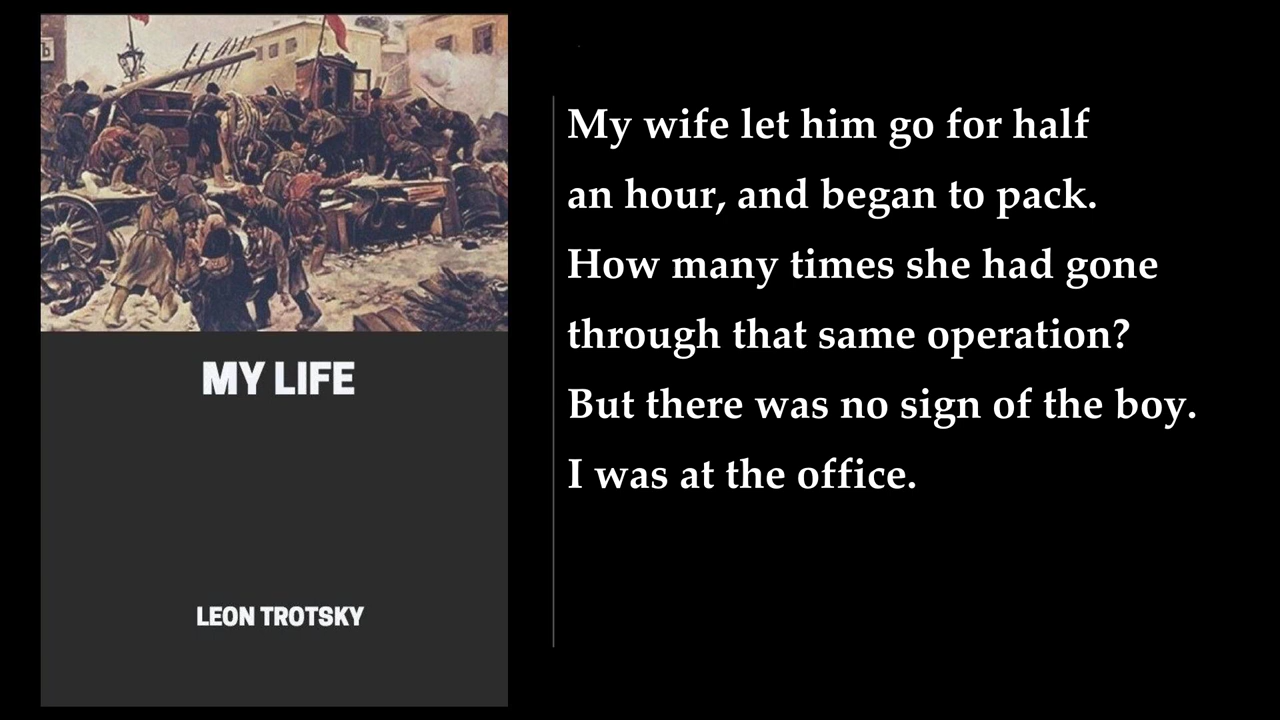 MY LIFE
LEON TROTSKY
My wife let him go for half
an hour, and began to pack.
How many times she had gone
through that same operation?
But there was no sign of the boy.
I was at the office.